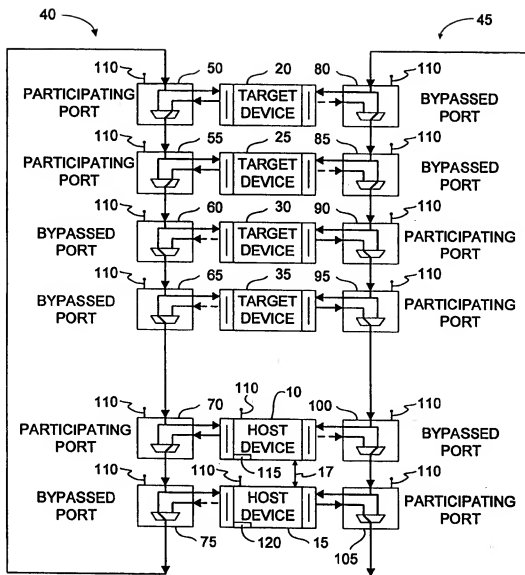 40
45
110 50 20 80 110
PARTICIPATING PORT
TARGET DEVICE
BYPASSED PORT
110 55 25 85 110
PARTICIPATING PORT
TARGET DEVICE
BYPASSED PORT
110 60 30 90 110
BYPASSED PORT
TARGET DEVICE
PARTICIPATING PORT
110 65 35 95 110
BYPASSED PORT
TARGET DEVICE
PARTICIPATING PORT
110 70 110 10 100 110
PARTICIPATING PORT
HOST DEVICE
BYPASSED PORT
115 17
110 110 110
BYPASSED PORT
HOST DEVICE
PARTICIPATING PORT
75 120 15 105